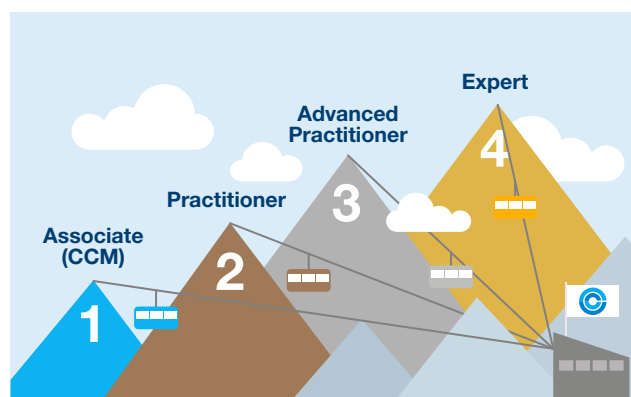 Expert
4
Advanced
Practitioner
3
Practitioner
2
Associate
(CCM)
1